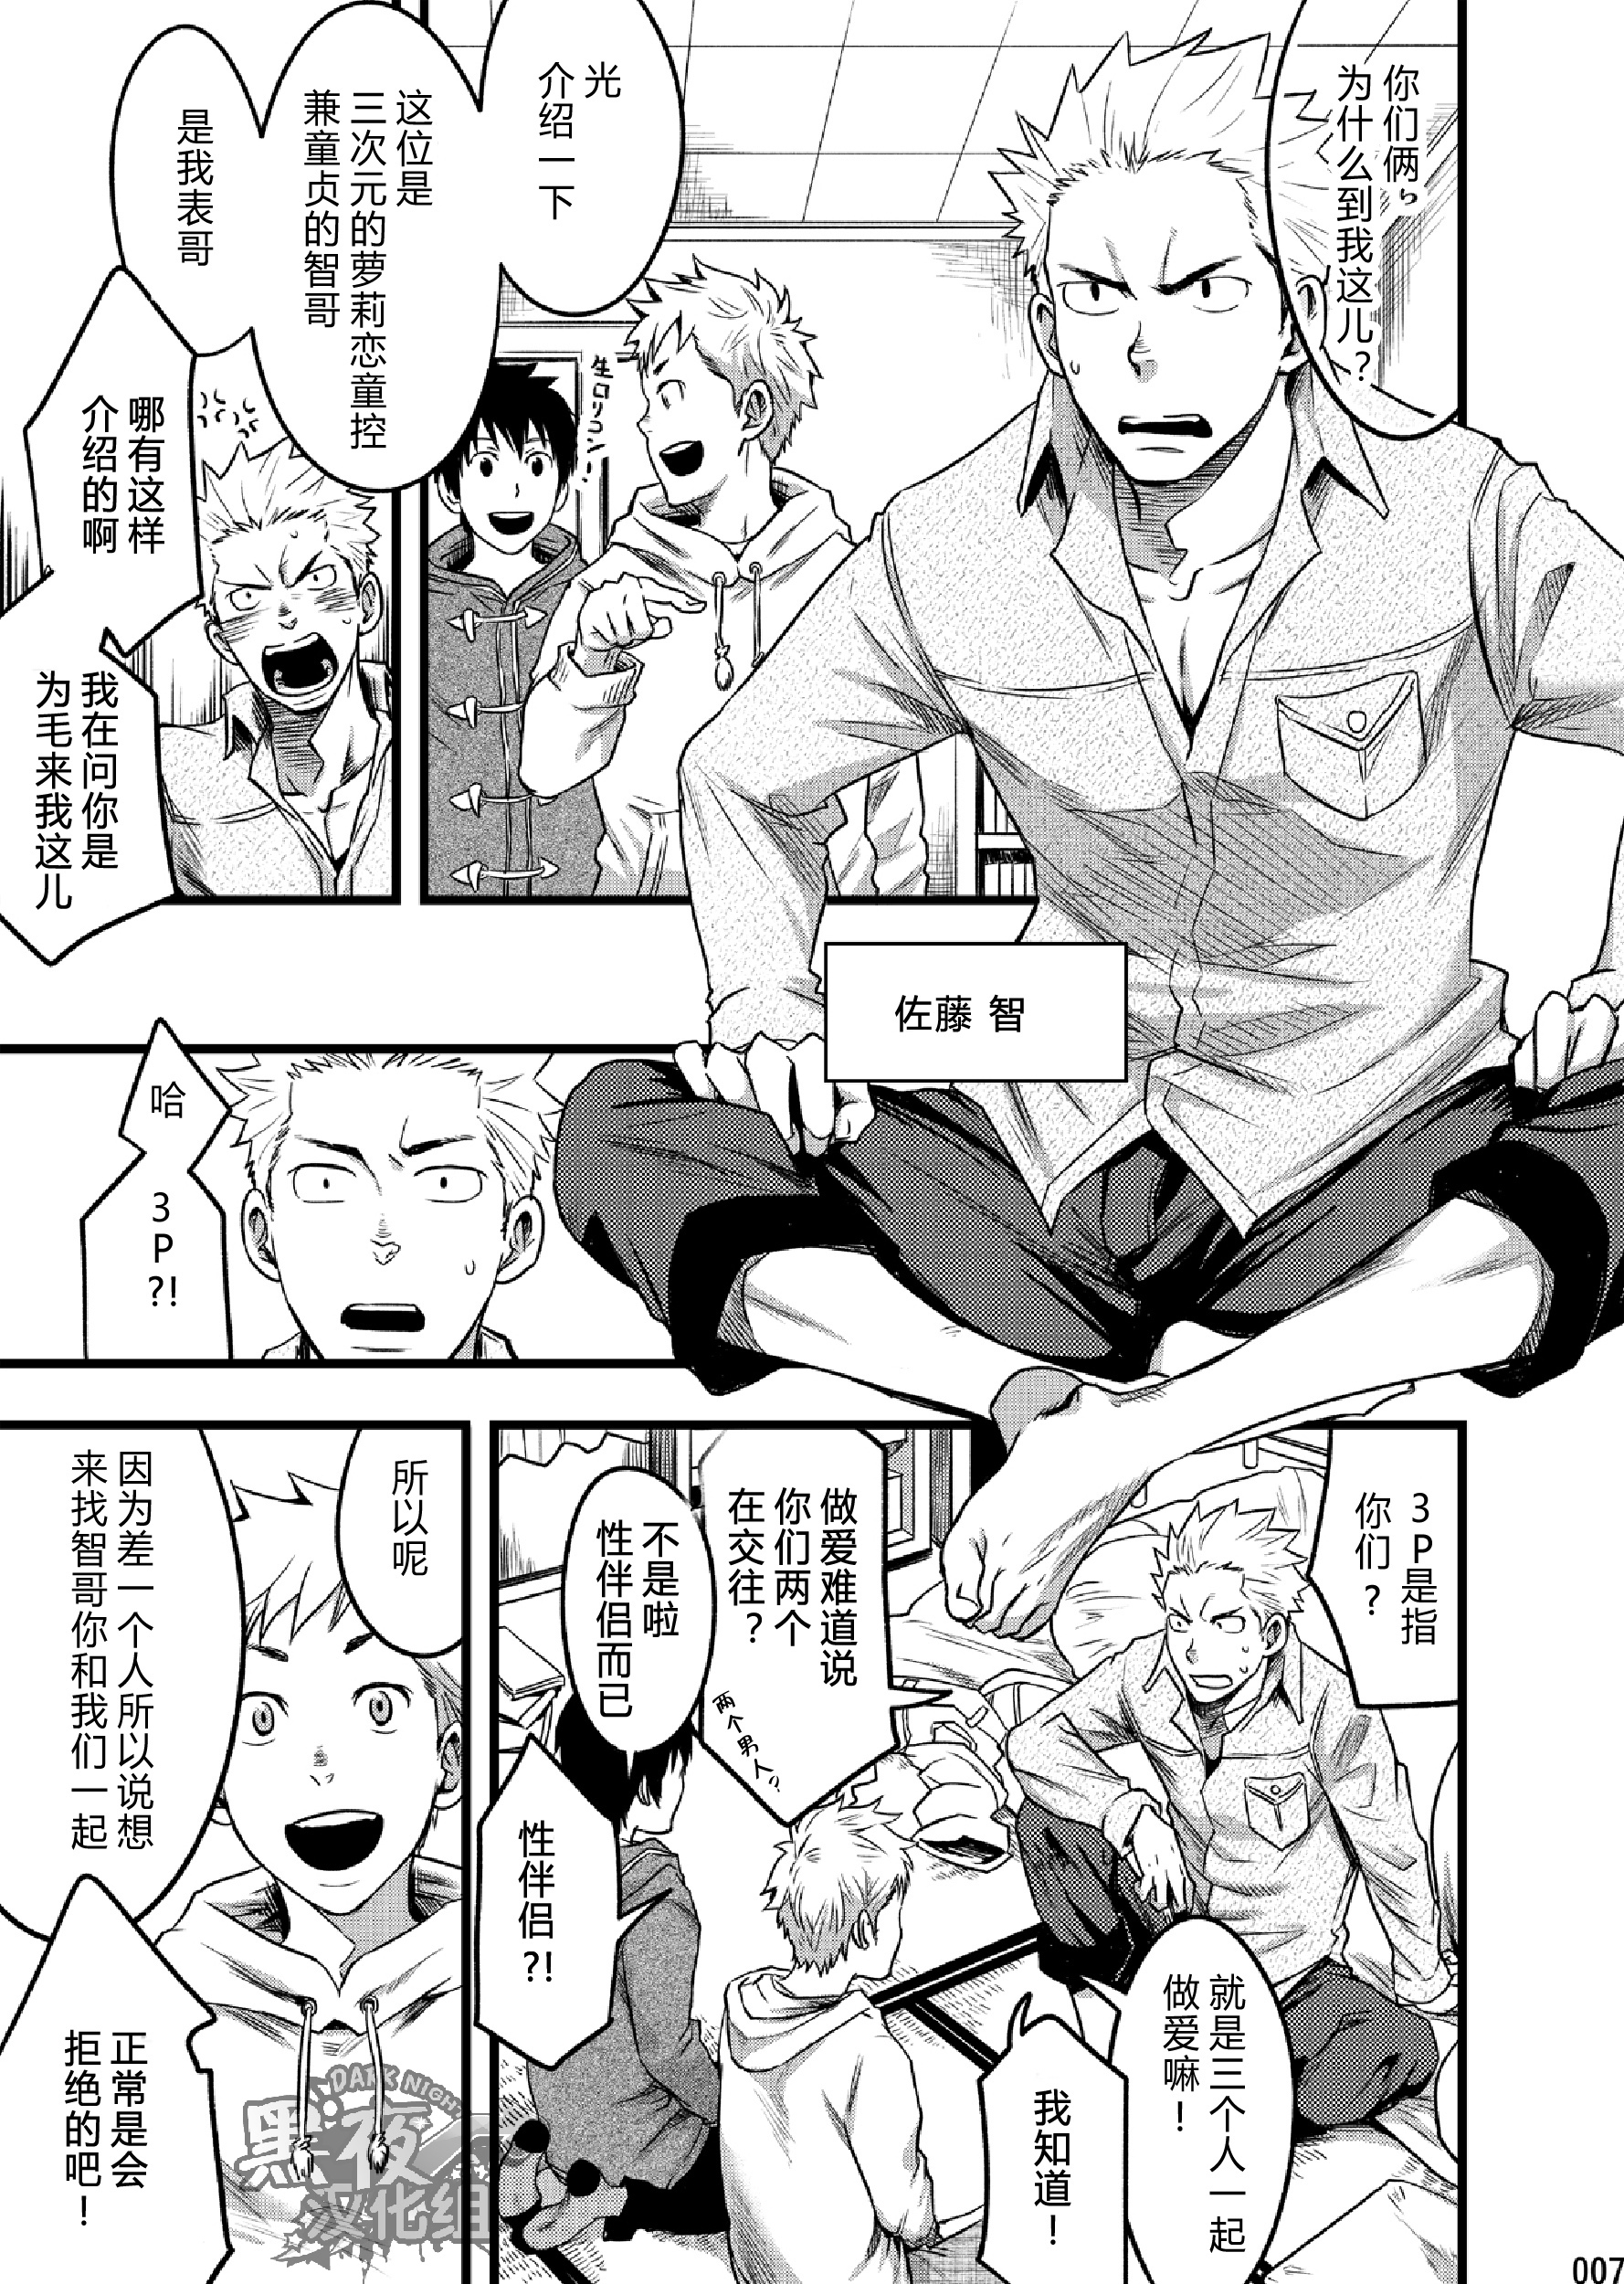 你们俩
为什么到我这儿？
光
介绍一下
这位是
三次元的萝莉恋童控
兼童贞的智哥
是我表哥
生ロリコン！
哪有这样
介绍的啊
我在问你是
为毛来我这儿
佐藤 智
哈
3P?!
3P是指
你们?
就是三个人一起
做爱嘛！
我知道！
做爱难道说
你们两个
在交往？
两个男人？
不是啦
性伴侣而已
性伴侣?!
所以呢
因为差一个人所以说想
来找智哥你和我们一起
正常是会
拒绝的吧！
DARK NIGH
黑夜
汉化组
007